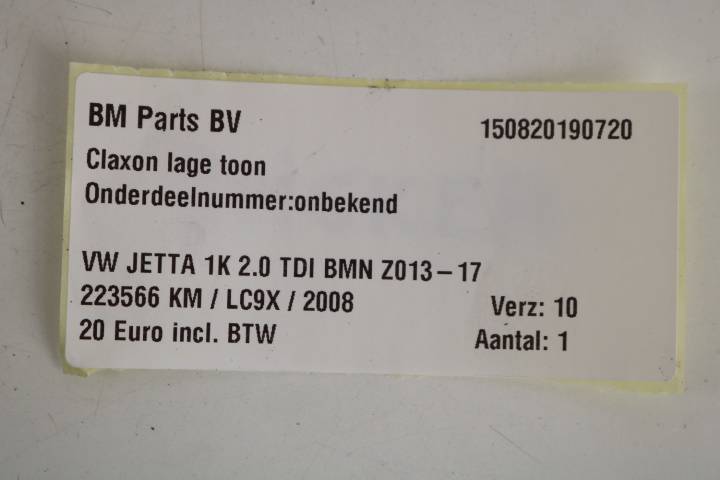 BM Parts BV 150820190720
Claxon lage toon
Onderdeelnummer:onbekend
VW JETTA 1K 2.0 TDI BMN Z013-17
223566 KM / LC9X / 2008 Verz: 10
20 Euro incl. BTW Aantal: 1